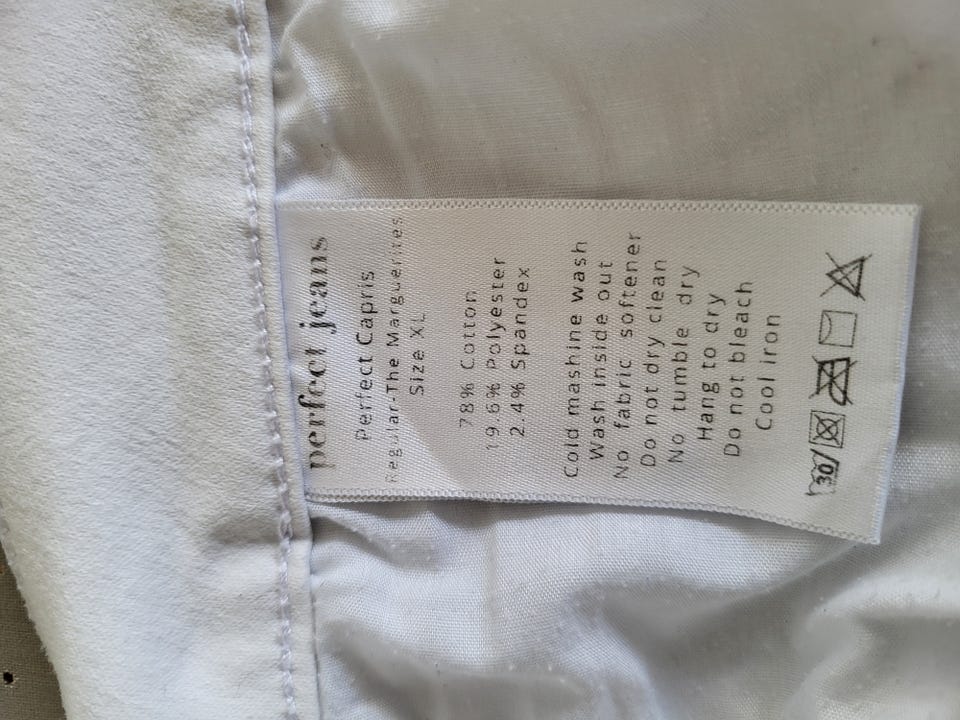 perfect jeans
Perfect Capris
Regular-The Marguerites
Size XL
78% Cotton
19.6% Polyester
2.4% Spandex
Cold mashine wash
Wash inside out
No fabric softener
Do not dry clean
No tumble dry
Hang to dry
Do not bleach
Cool iron
30